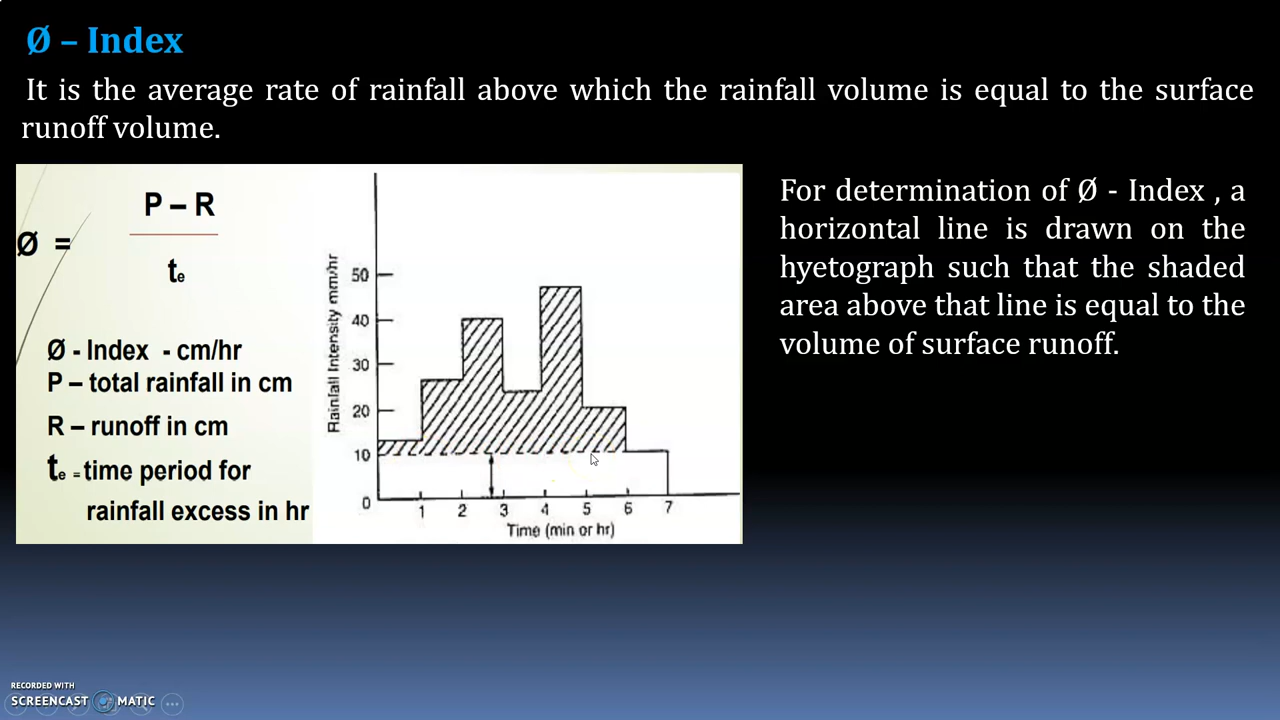 Ø – Index
It is the average rate of rainfall above which the rainfall volume is equal to the surface
runoff volume.
P – R
Ø =
te
Ø - Index - cm/hr
P – total rainfall in cm
R – runoff in cm
te = time period for
rainfall excess in hr
Rainfall Intensity mm/hr
50
40
30
20
10
0
1 2 3 4 5 6 7
Time (min or hr)
For determination of Ø - Index , a
horizontal line is drawn on the
hyetograph such that the shaded
area above that line is equal to the
volume of surface runoff.
RECORDED WITH
SCREENCAST MATIC